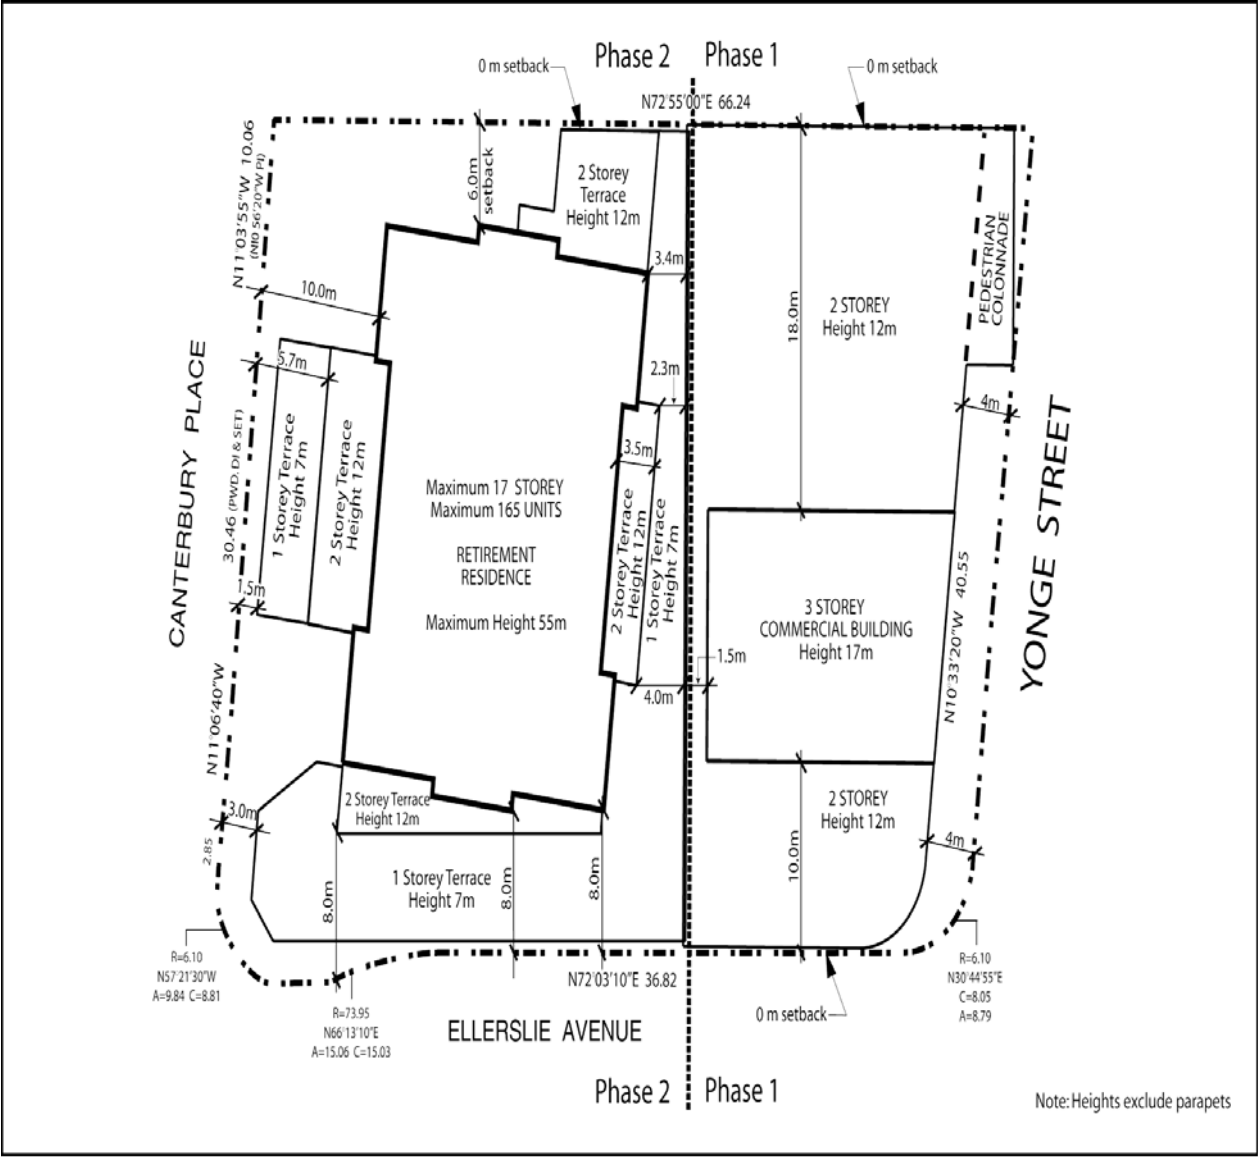 Phase 2
Phase 1
0 m setback
0 m setback
N72˚55'00"E 66.24
N11˚03'55"W 10.06
(N10 56'20"W PI)
6.0m
setback
2 Storey
Terrace
Height 12m
3.4m
18.0m
2 STOREY
Height 12m
PEDESTRIAN
COLONNADE
10.0m
5.7m
2.3m
4m
CANTERBURY PLACE
30.46 (PWD. DI & SET)
1 Storey Terrace
Height 7m
2 Storey Terrace
Height 12m
Maximum 17 STOREY
Maximum 165 UNITS
RETIREMENT
RESIDENCE
Maximum Height 55m
3.5m
2 Storey Terrace
Height 12m
1 Storey Terrace
Height 7m
YONGE STREET
1.5m
3 STOREY
COMMERCIAL BUILDING
Height 17m
N10˚33'20"W 40.55
1.5m
4.0m
N11˚06'40"W
3.0m
2.85
2 Storey Terrace
Height 12m
1 Storey Terrace
Height 7m
8.0m
8.0m
8.0m
10.0m
2 STOREY
Height 12m
4m
R=6.10
N57˚21'30"W
A=9.84 C=8.81
R=73.95
N66˚13'10"E
A=15.06 C=15.03
N72˚03'10"E 36.82
R=6.10
N30˚44'55"E
C=8.05
A=8.79
0 m setback
ELLERSLIE AVENUE
Phase 2
Phase 1
Note: Heights exclude parapets